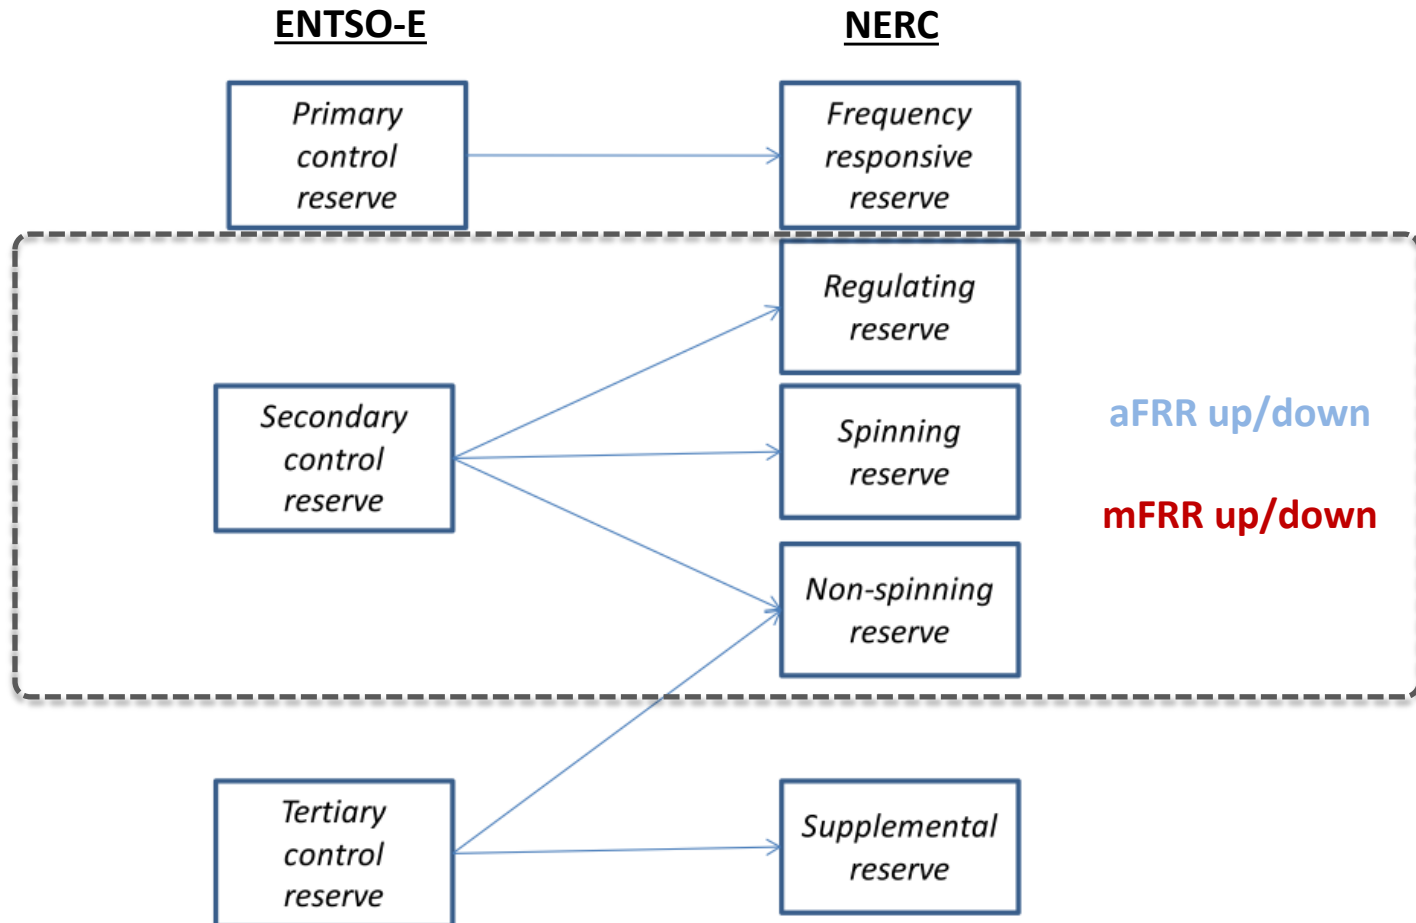 ENTSO-E
NERC
Primary
control
reserve
Frequency
responsive
reserve
Regulating
reserve
Secondary
control
reserve
Spinning
reserve
aFRR up/down
mFRR up/down
Non-spinning
reserve
Tertiary
control
reserve
Supplemental
reserve